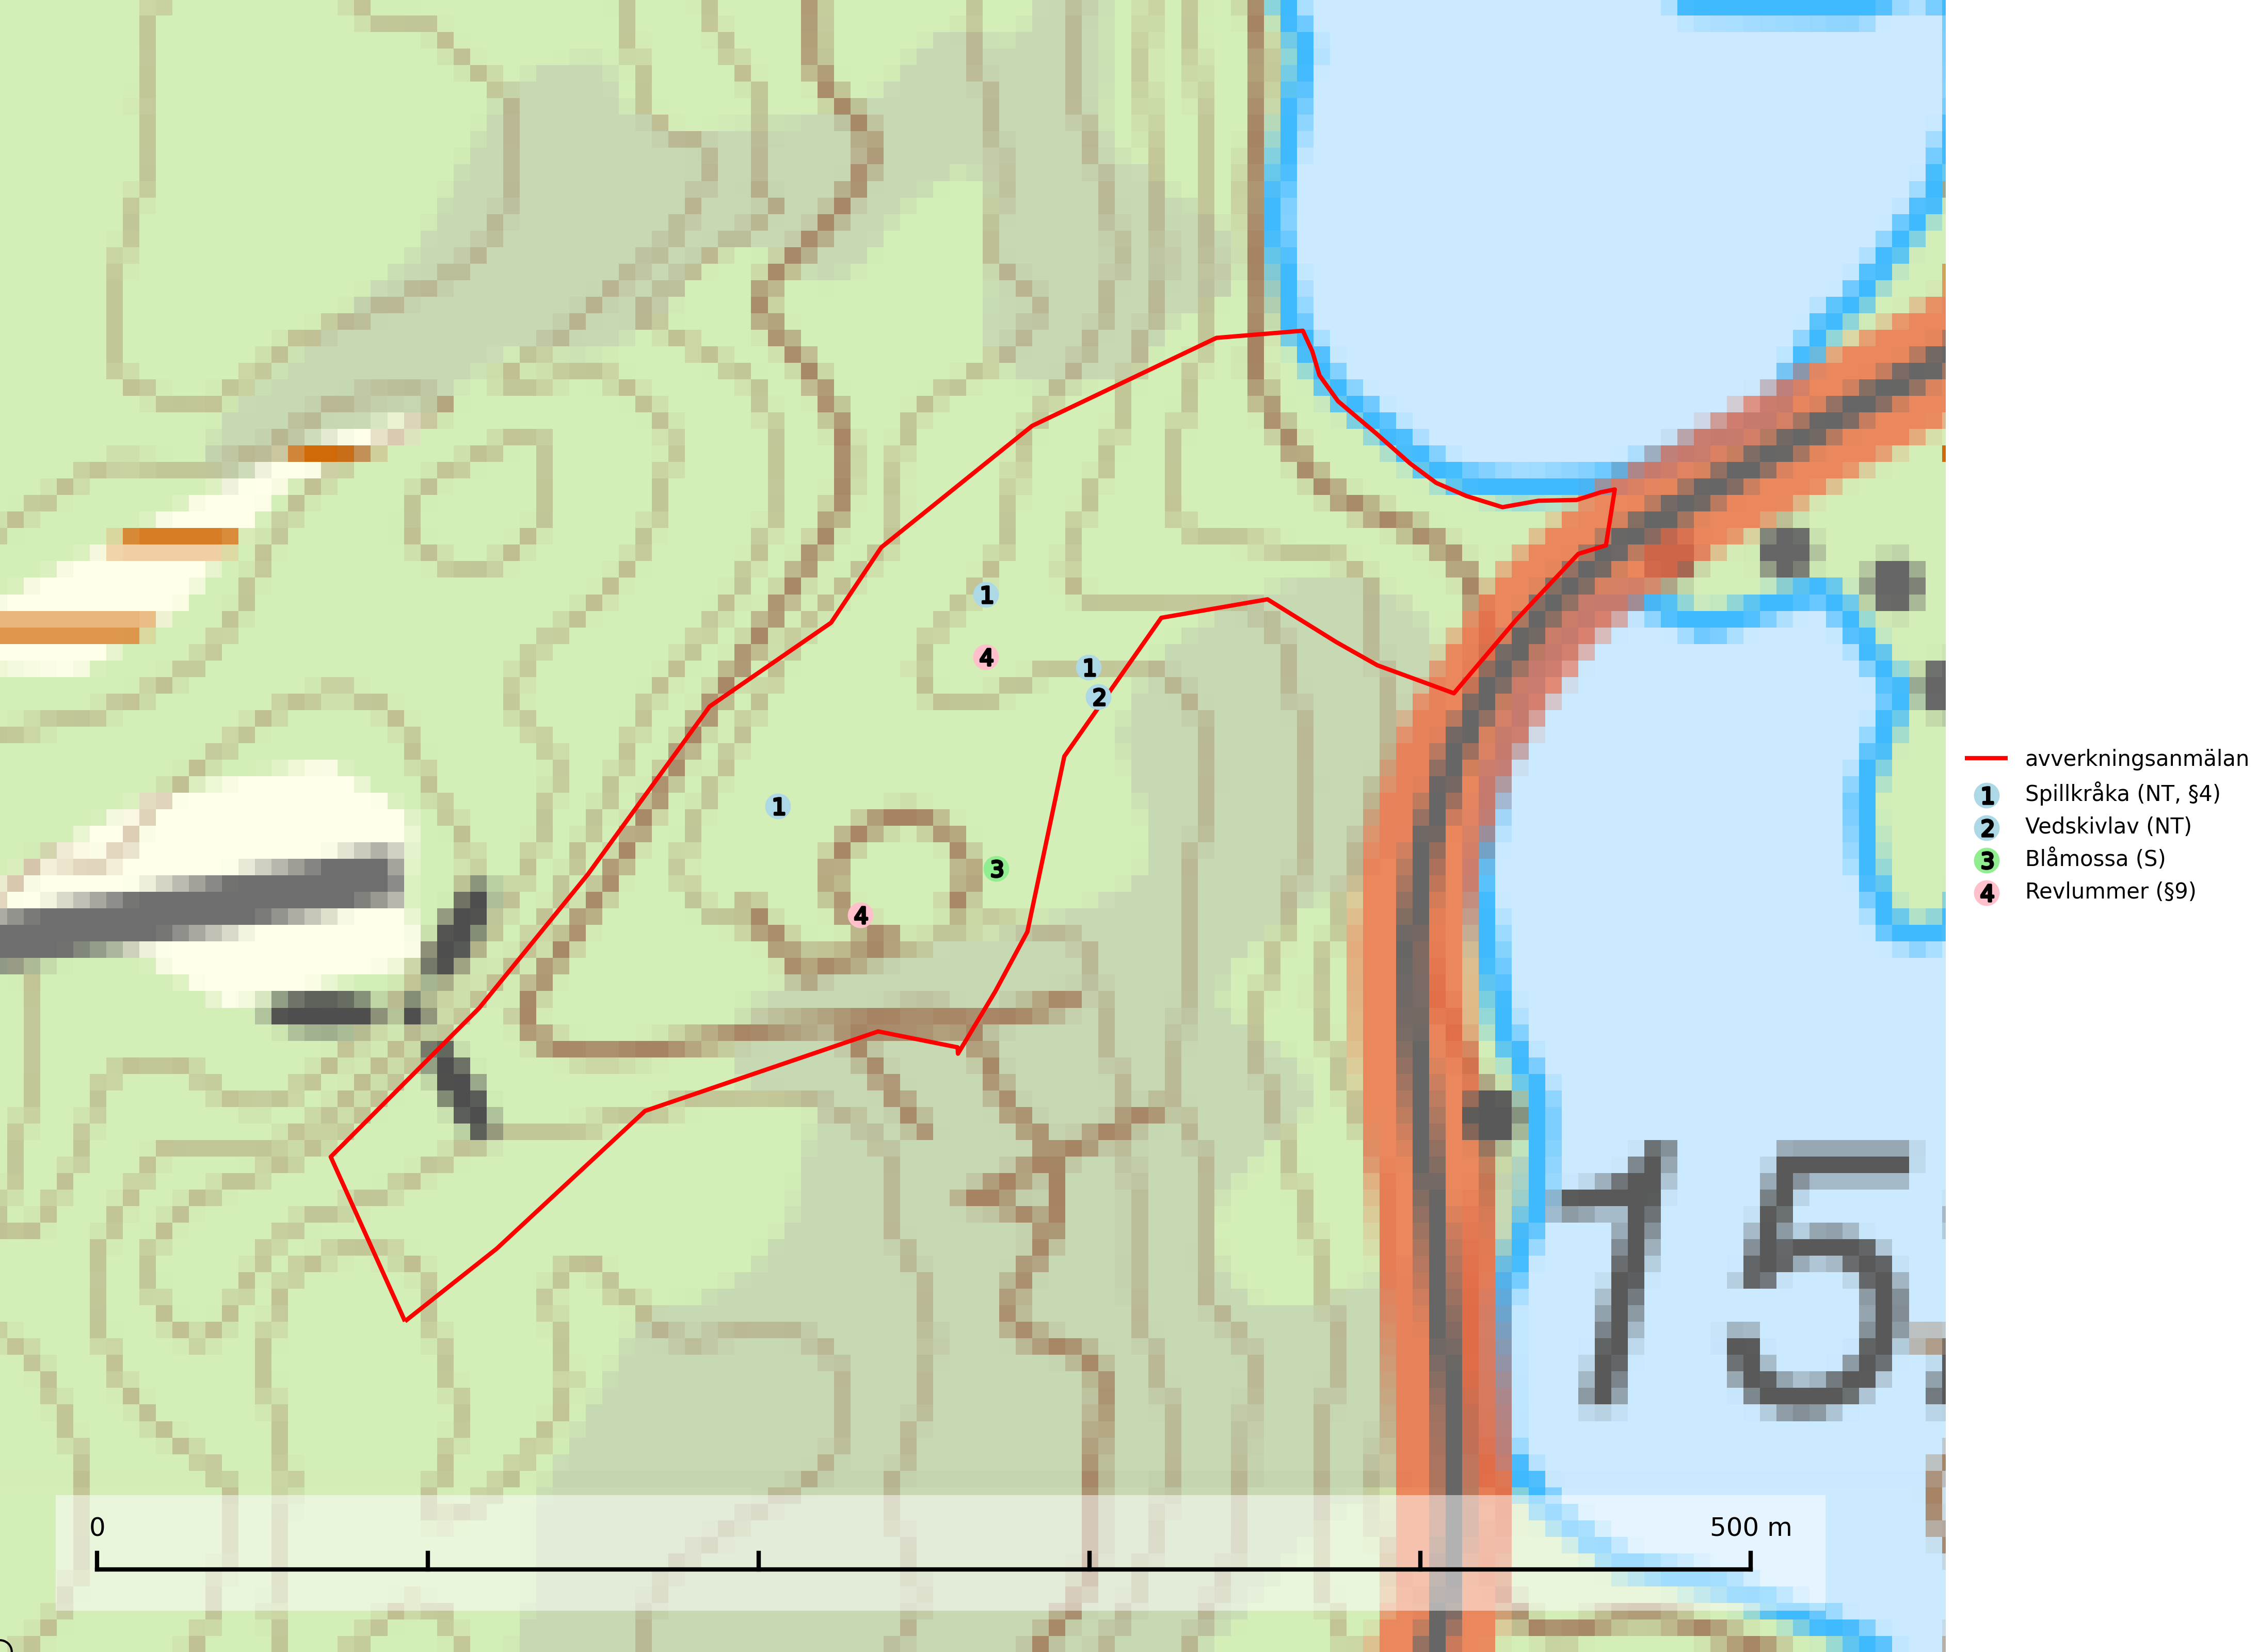 1
4
1
2
1
3
4
15
0
500 m
avverkningsanmälan
1 Spillkråka (NT, §4)
2 Vedskivlav (NT)
3 Blåmossa (S)
4 Revlummer (§9)